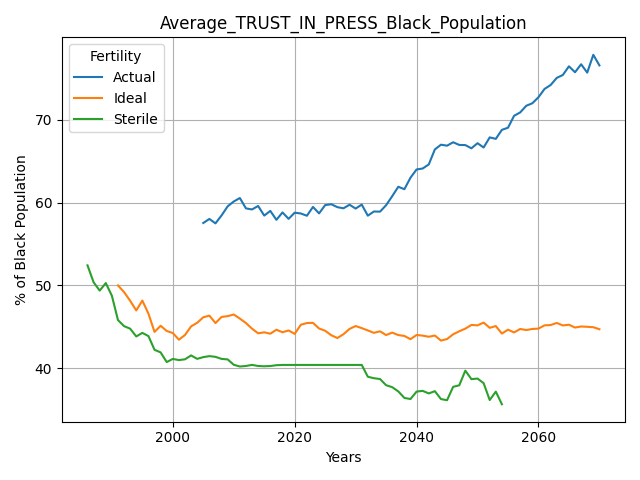 Average_TRUST_IN_PRESS_Black_Population
Fertility
Actual
Ideal
Sterile
% of Black Population
70
60
50
40
2000
2020
2040
2060
Years